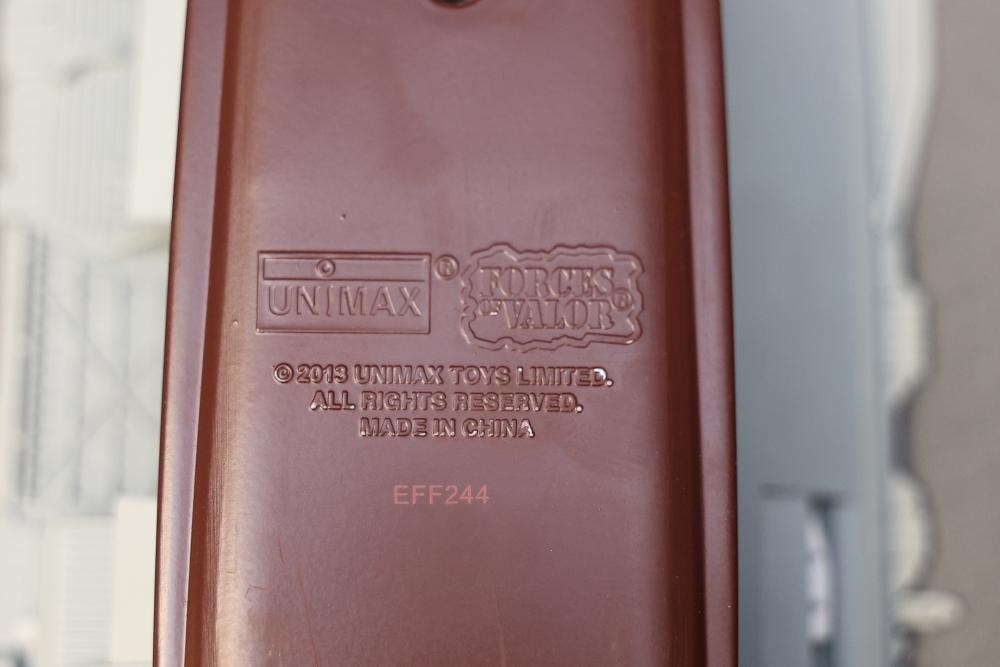 UNIMAX ®
FORCES
OF VALOR ®
© 2013 UNIMAX TOYS LIMITED.
ALL RIGHTS RESERVED.
MADE IN CHINA
EFF244